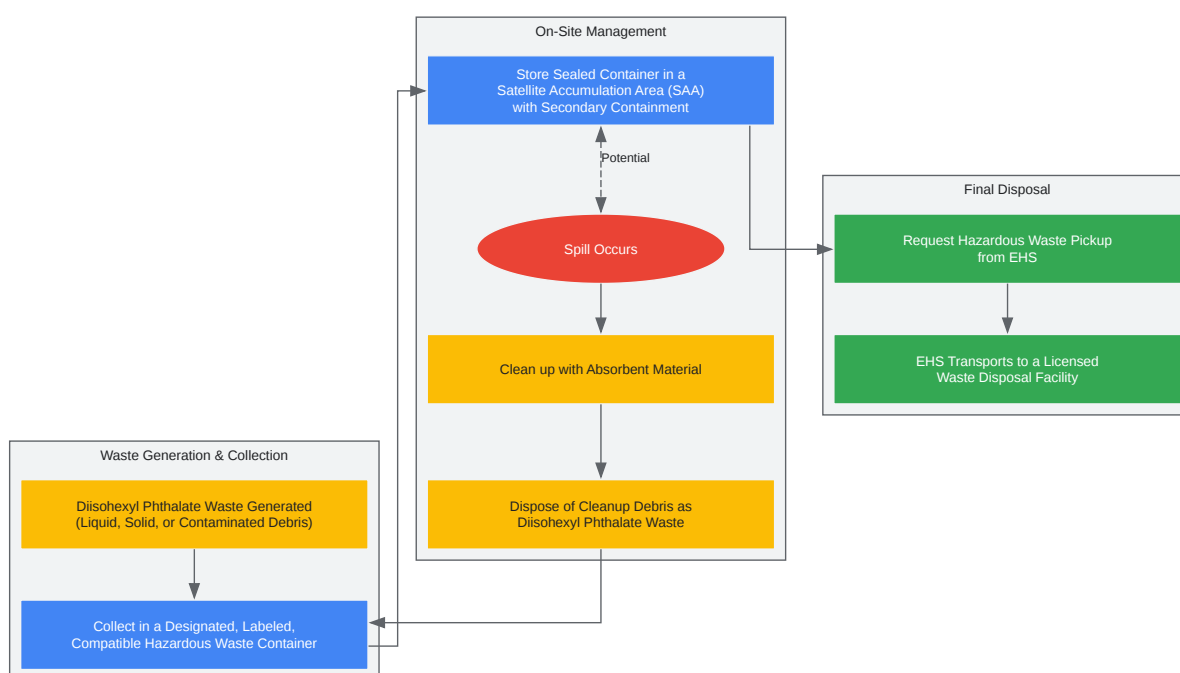 On-Site Management
Store Sealed Container in a
Satellite Accumulation Area (SAA)
with Secondary Containment
Potential
Spill Occurs
Clean up with Absorbent Material
Dispose of Cleanup Debris as
Diisohexyl Phthalate Waste
Final Disposal
Request Hazardous Waste Pickup
from EHS
EHS Transports to a Licensed
Waste Disposal Facility
Waste Generation & Collection
Diisohexyl Phthalate Waste Generated
(Liquid, Solid, or Contaminated Debris)
Collect in a Designated, Labeled,
Compatible Hazardous Waste Container